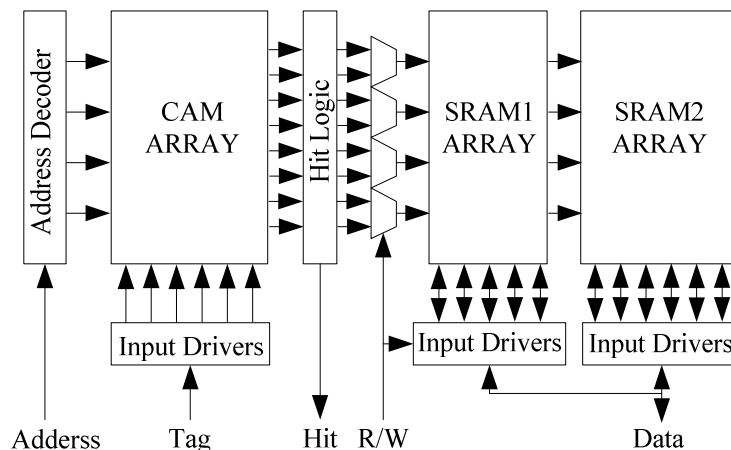 Address Decoder
CAM
ARRAY
Hit Logic
SRAM1
ARRAY
SRAM2
ARRAY
Input Drivers
Input Drivers
Input Drivers
Adderss
Tag
Hit
R/W
Data